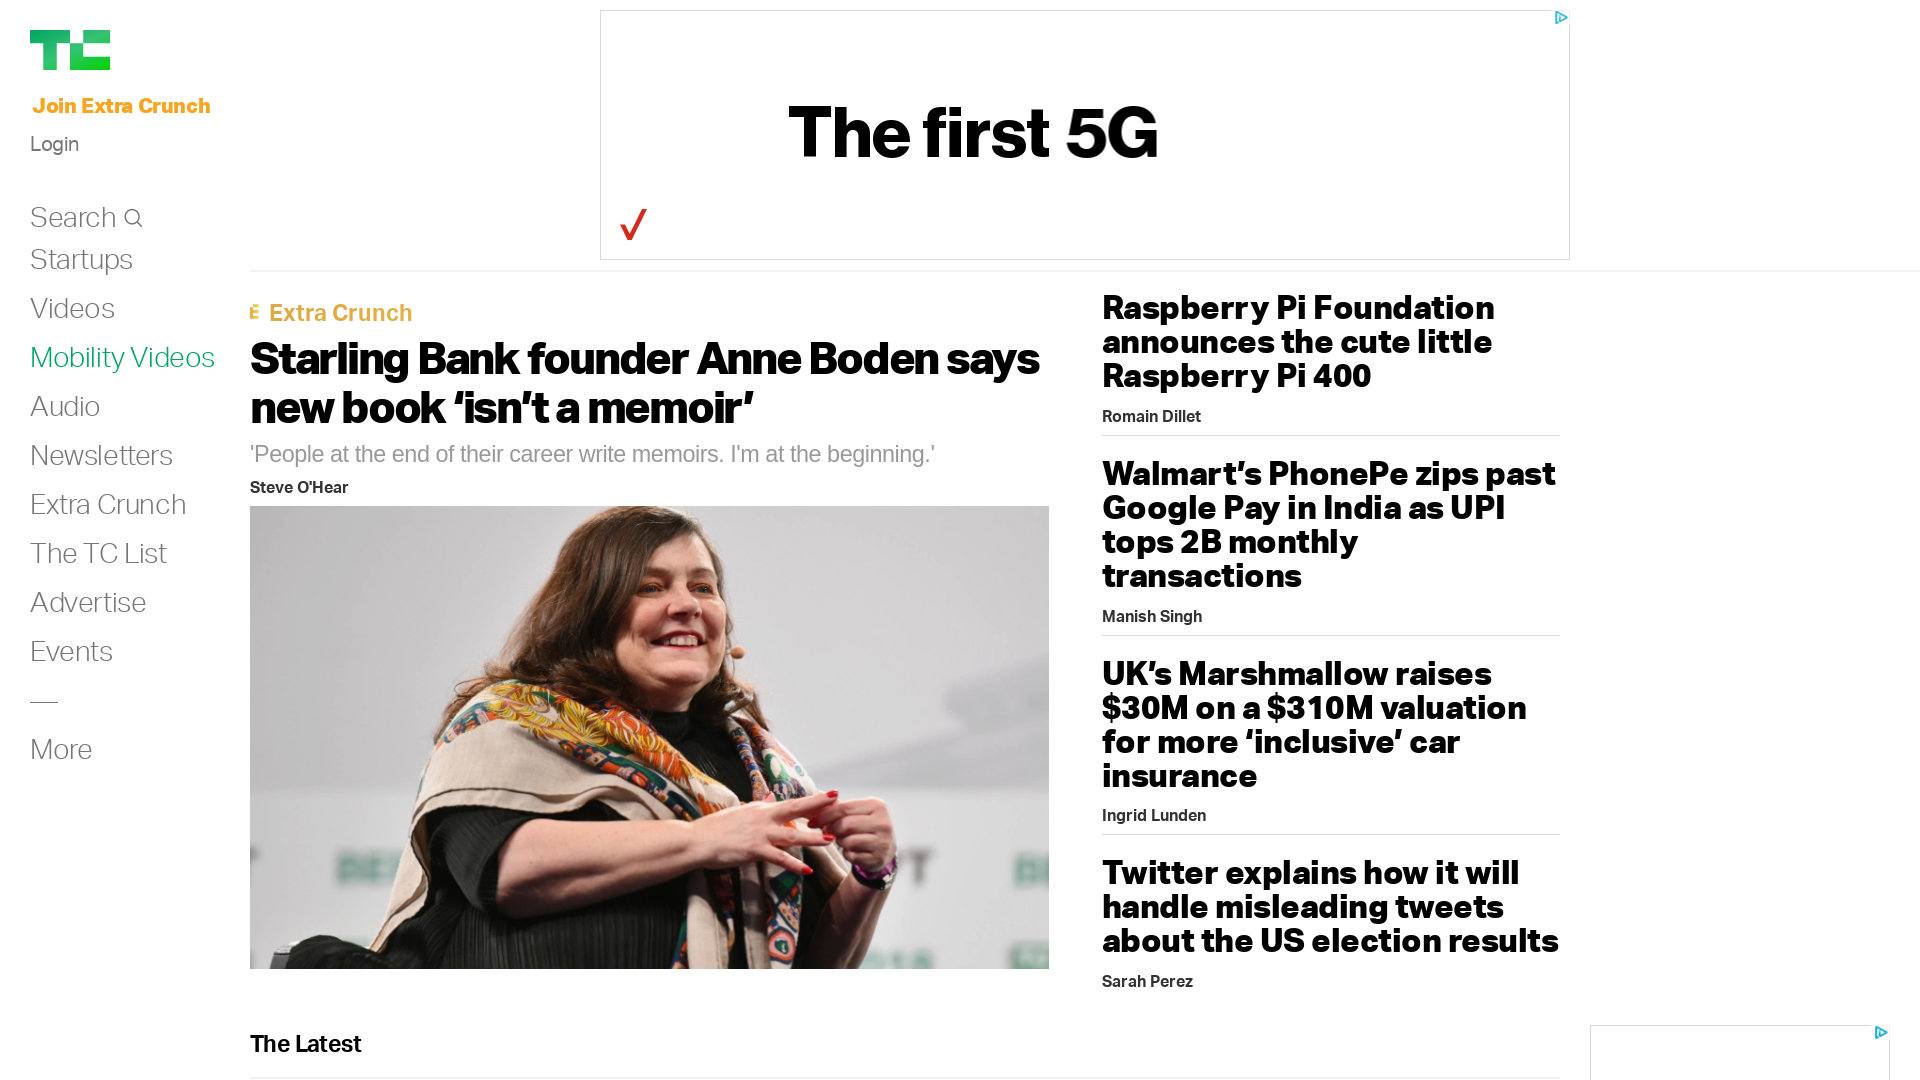 TC
Join Extra Crunch
Login
Search
Startups
Videos
Mobility Videos
Audio
Newsletters
Extra Crunch
The TC List
Advertise
Events
—
More
The first 5G
Extra Crunch
Starling Bank founder Anne Boden says
new book ‘isn’t a memoir’
'People at the end of their career write memoirs. I'm at the beginning.'
Steve O'Hear
Raspberry Pi Foundation
announces the cute little
Raspberry Pi 400
Romain Dillet
Walmart’s PhonePe zips past
Google Pay in India as UPI
tops 2B monthly
transactions
Manish Singh
UK’s Marshmallow raises
$30M on a $310M valuation
for more ‘inclusive’ car
insurance
Ingrid Lunden
Twitter explains how it will
handle misleading tweets
about the US election results
Sarah Perez
The Latest